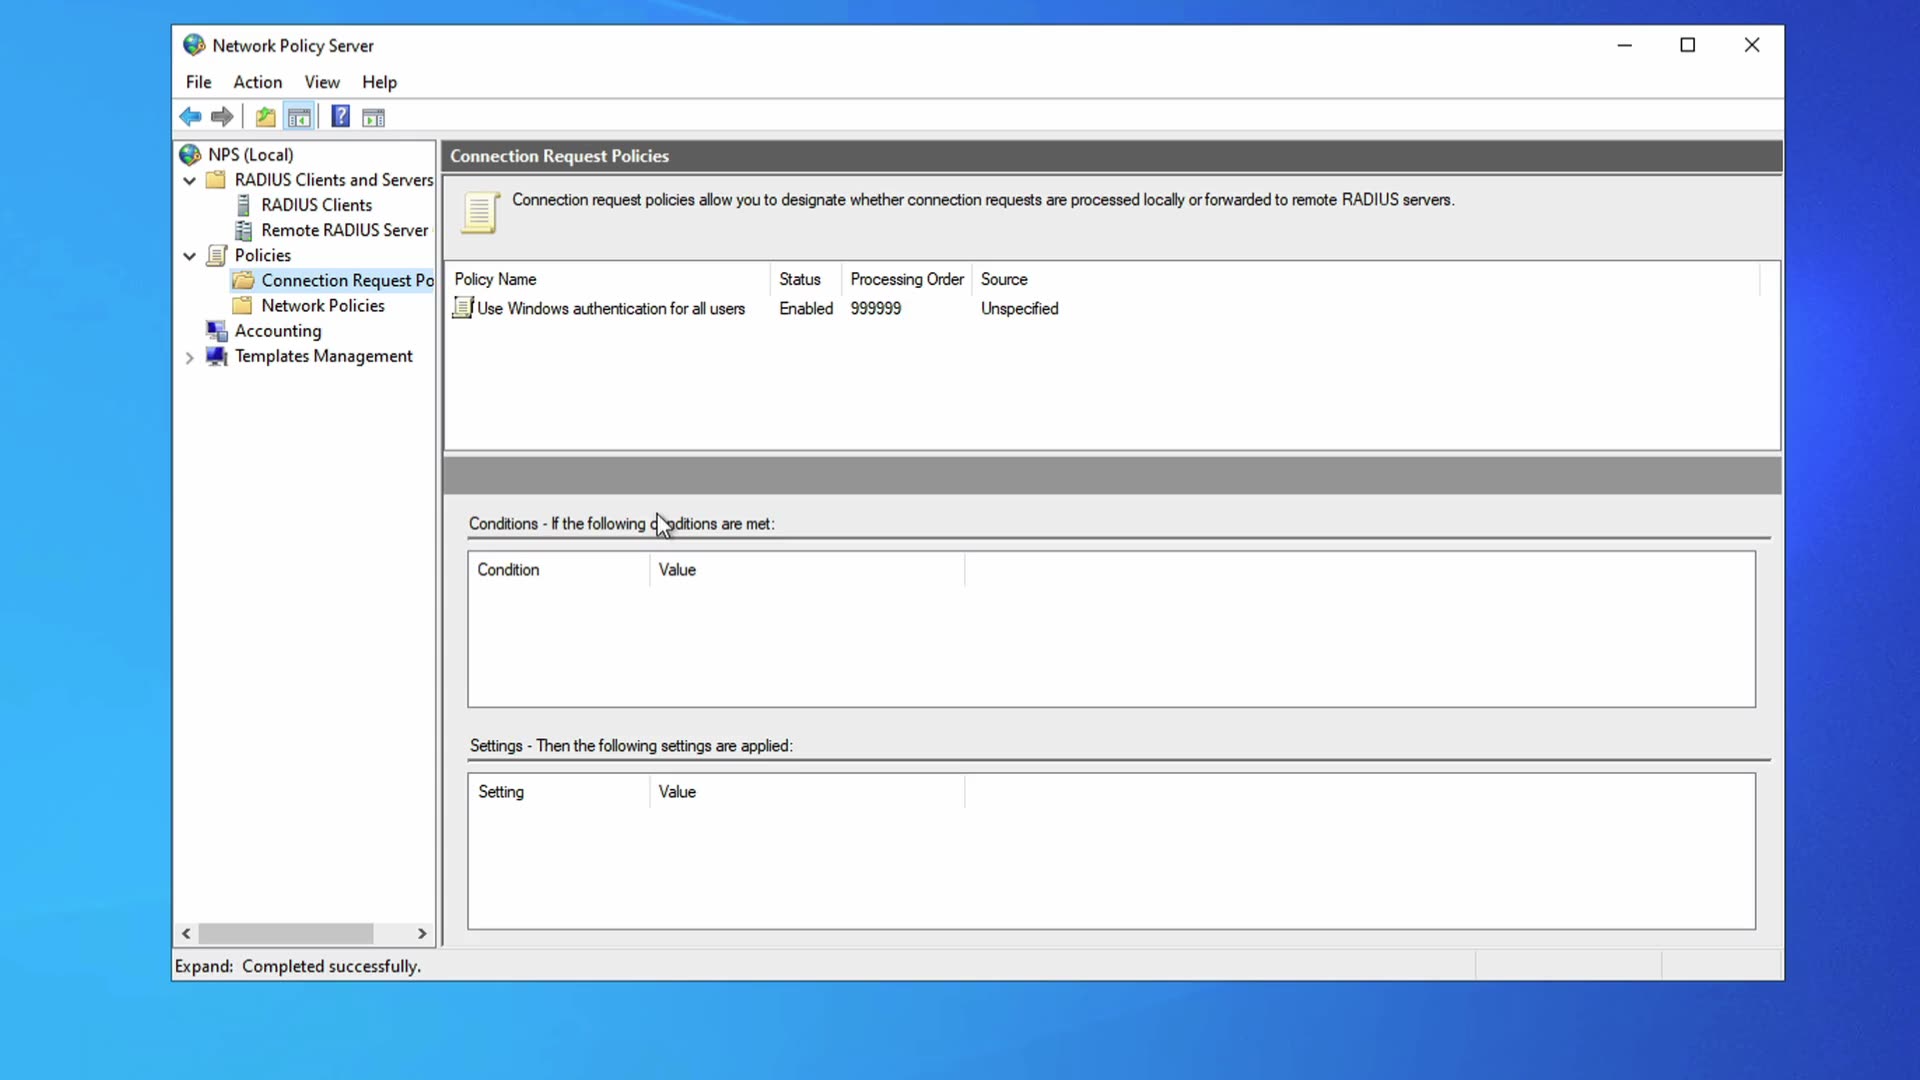 Network Policy Server
File Action View Help
NPS (Local)
RADIUS Clients and Servers
RADIUS Clients
Remote RADIUS Server
Policies
Connection Request Po
Network Policies
Accounting
Templates Management
Connection Request Policies
Connection request policies allow you to designate whether connection requests are processed locally or forwarded to remote RADIUS servers.
Policy Name Status Processing Order Source
Use Windows authentication for all users Enabled 999999 Unspecified
Conditions - If the following conditions are met:
Condition Value
Settings - Then the following settings are applied:
Setting Value
Expand: Completed successfully.